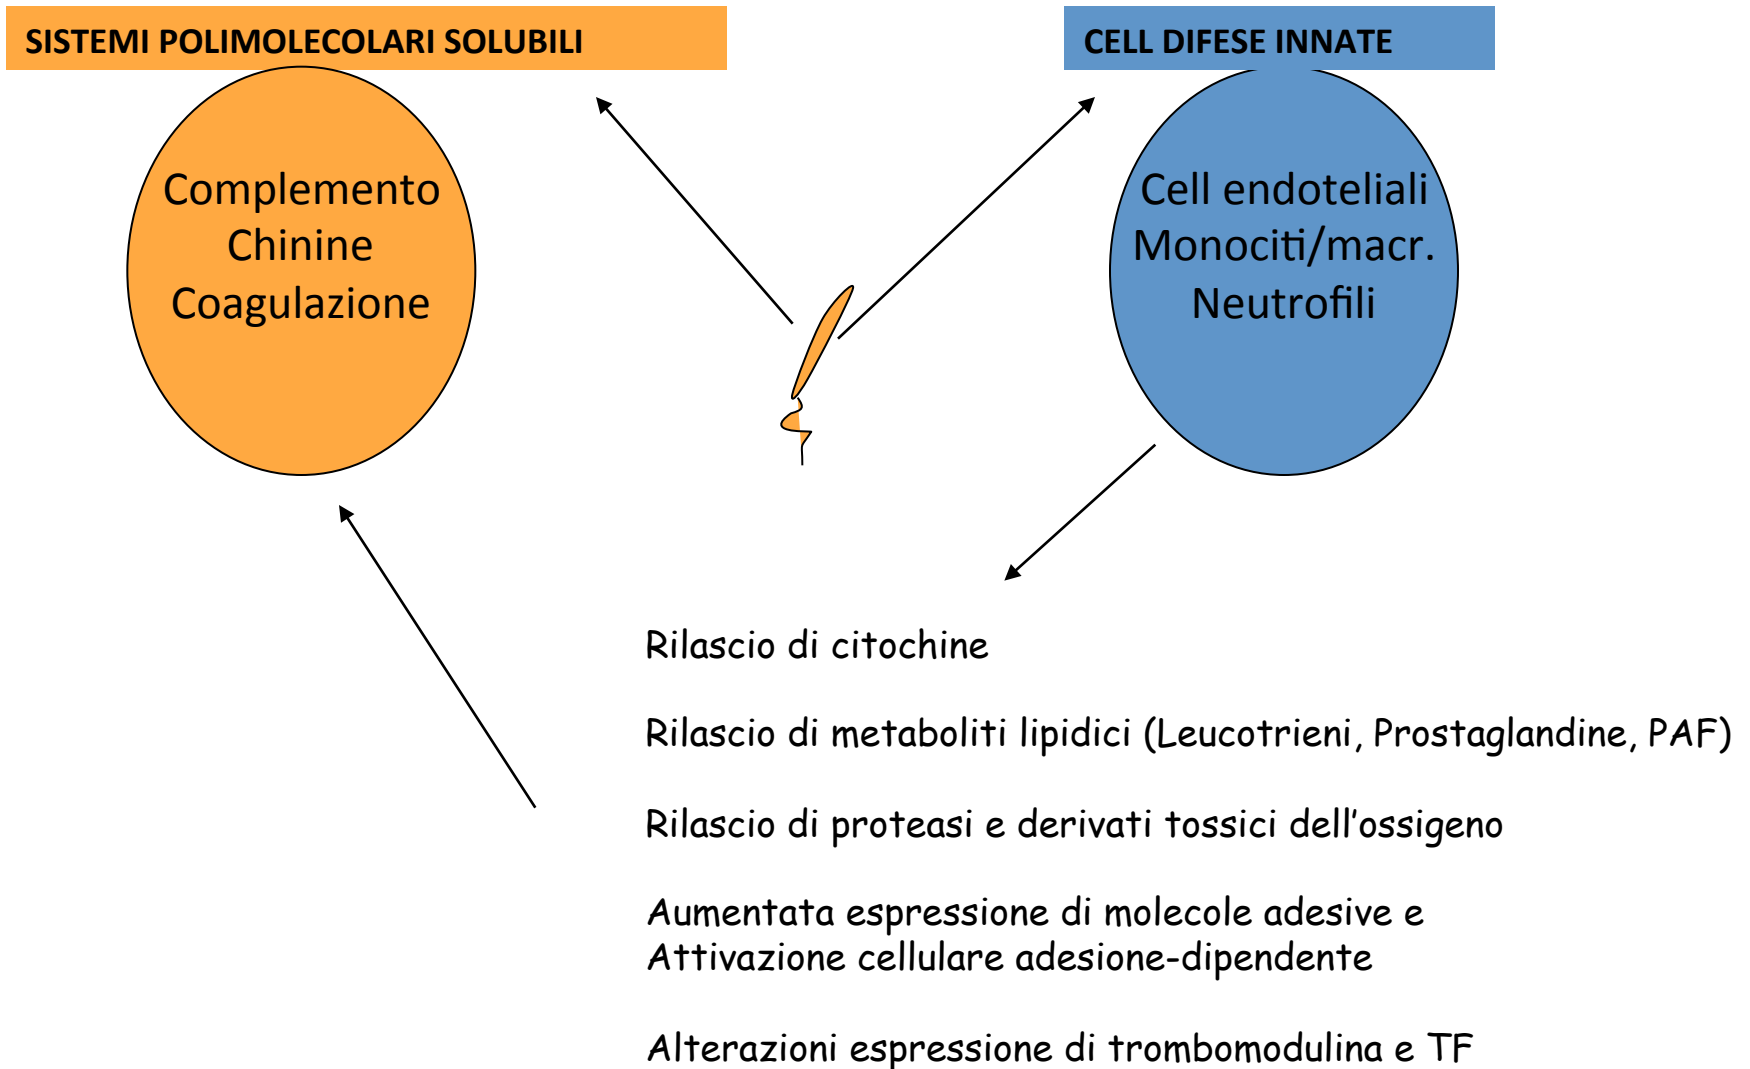 SISTEMI POLIMOLECOLARI SOLUBILI
CELL DIFESE INNATE
Complemento
Chinine
Coagulazione
Cell endoteliali
Monociti/macr.
Neutrofili
Rilascio di citochine
Rilascio di metaboliti lipidici (Leucotrieni, Prostaglandine, PAF)
Rilascio di proteasi e derivati tossici dell'ossigeno
Aumentata espressione di molecole adesive e
Attivazione cellulare adesione-dipendente
Alterazioni espressione di trombomodulina e TF